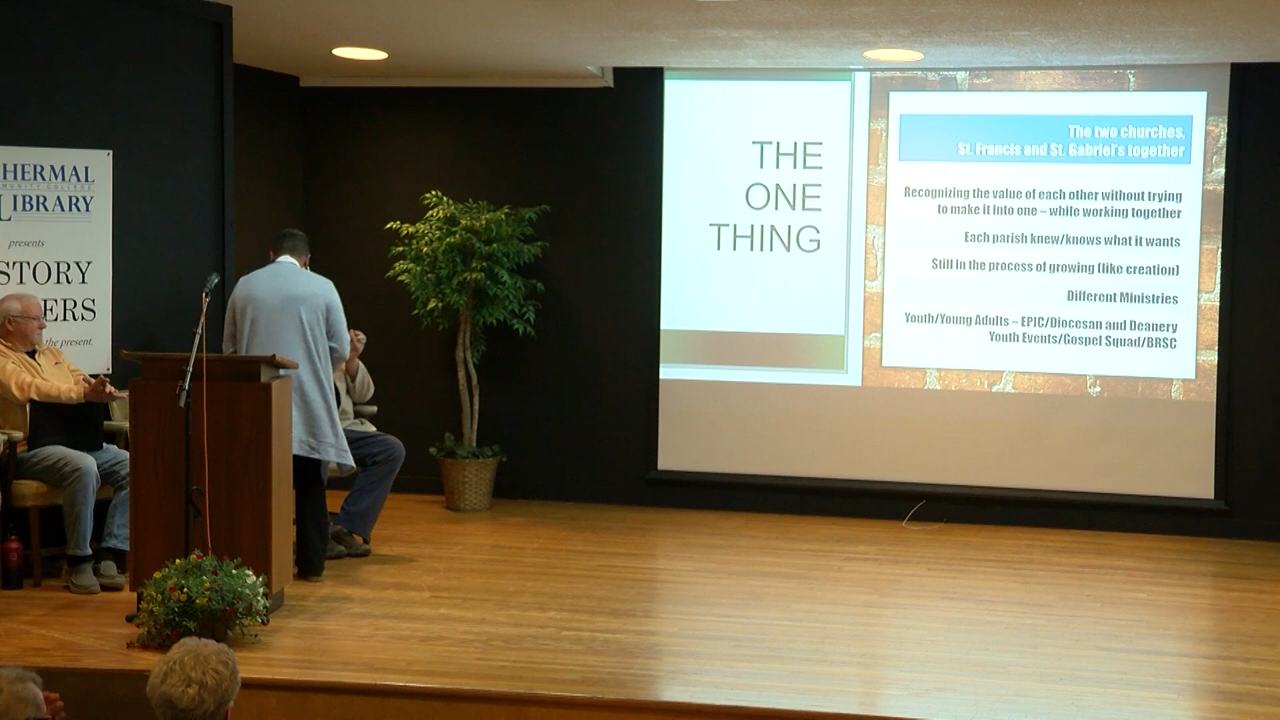 HERMAL
MUNITY COLLEGE
LIBRARY
presents
STORY
ERS
the present.
THE
ONE
THING
The two churches,
St. Francis and St. Gabriel's together
Recognizing the value of each other without trying
to make it into one – while working together
Each parish knew/knows what it wants
Still in the process of growing (like creation)
Different Ministries
Youth/Young Adults – EPIC/Diocesan and Deanery
Youth Events/Gospel Squad/BRSC